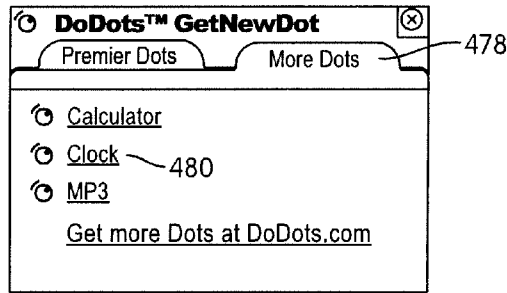 DoDots™ GetNewDot
Premier Dots
More Dots
478
Calculator
Clock
480
MP3
Get more Dots at DoDots.com